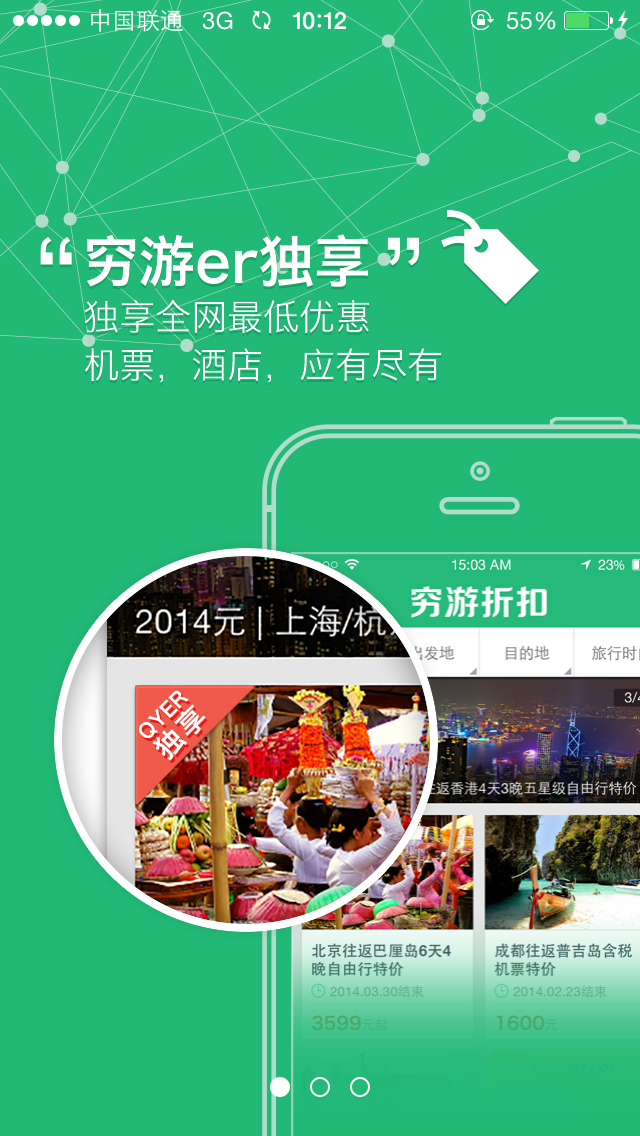 中国联通 3G 10:12 55%
“穷游er独享”
独享全网最低优惠
机票，酒店，应有尽有
15:03 AM 23%
穷游折扣
出发地 目的地 旅行时
2014元 | 上海/杭
QYER
独享
3/4
往返香港4天3晚五星级自由行特价
北京往返巴厘岛6天4
晚自由行特价
2014.03.30结束
3599元起
成都往返普吉岛含税
机票特价
2014.02.23结束
1600元